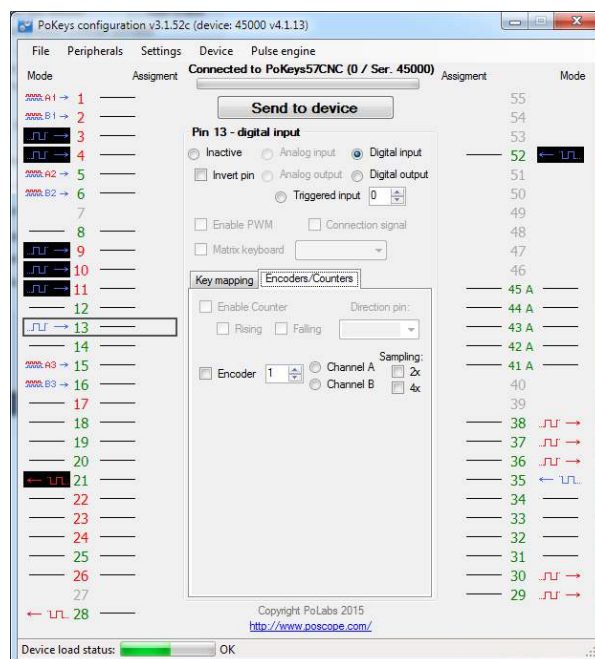 PoKeys configuration v3.1.52c (device: 45000 v4.1.13)
File Peripherals Settings Device Pulse engine
Mode Assigment Connected to PoKeys57CNC (0 / Ser. 45000) Assigment Mode
Send to device
Pin 13 - digital input
Inactive Analog input Digital input
Invert pin Analog output Digital output
Triggered input 0
Enable PWM Connection signal
Matrix keyboard
Key mapping Encoders/Counters
Enable Counter Direction pin:
Rising Falling
Sampling:
Encoder 1 Channel A 2x
Channel B 4x
A1 1
B1 2
3
4
A2 5
B2 6
7
8
9
10
11
12
13
14
A3 15
B3 16
17
18
19
20
21
22
23
24
25
26
27
28
55
54
53
52
51
50
49
48
47
46
45 A
44 A
43 A
42 A
41 A
40
39
38
37
36
35
34
33
32
31
30
29
Copyright PoLabs 2015
http://www.poscope.com/
Device load status: OK